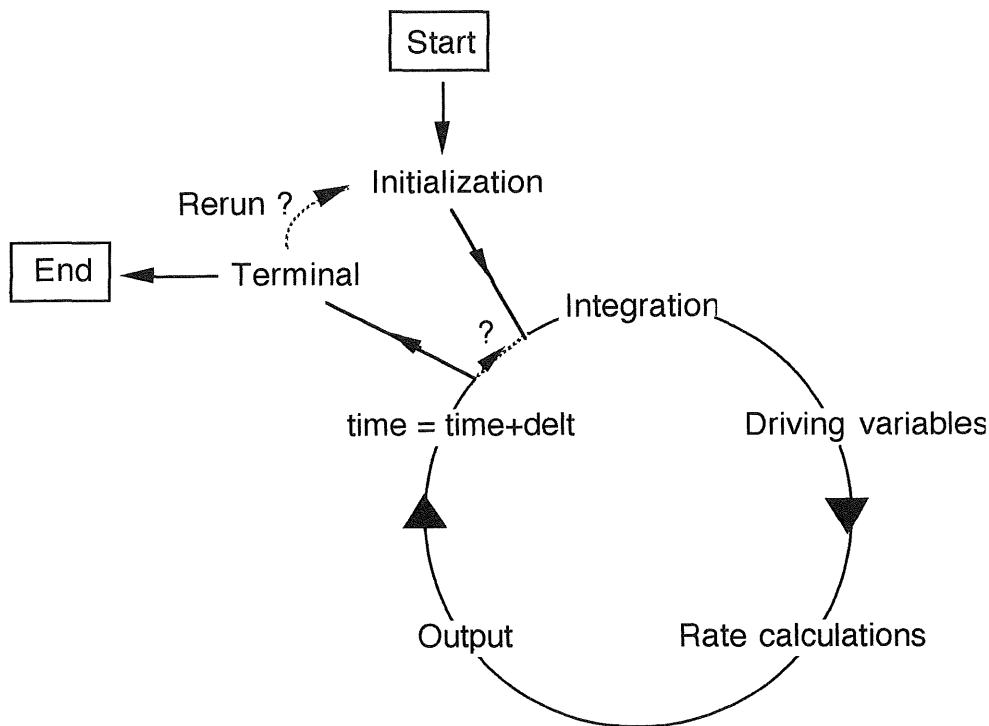 Start
Initialization
Rerun ?
End
Terminal
Integration
?
time = time+delt
Driving variables
Output
Rate calculations